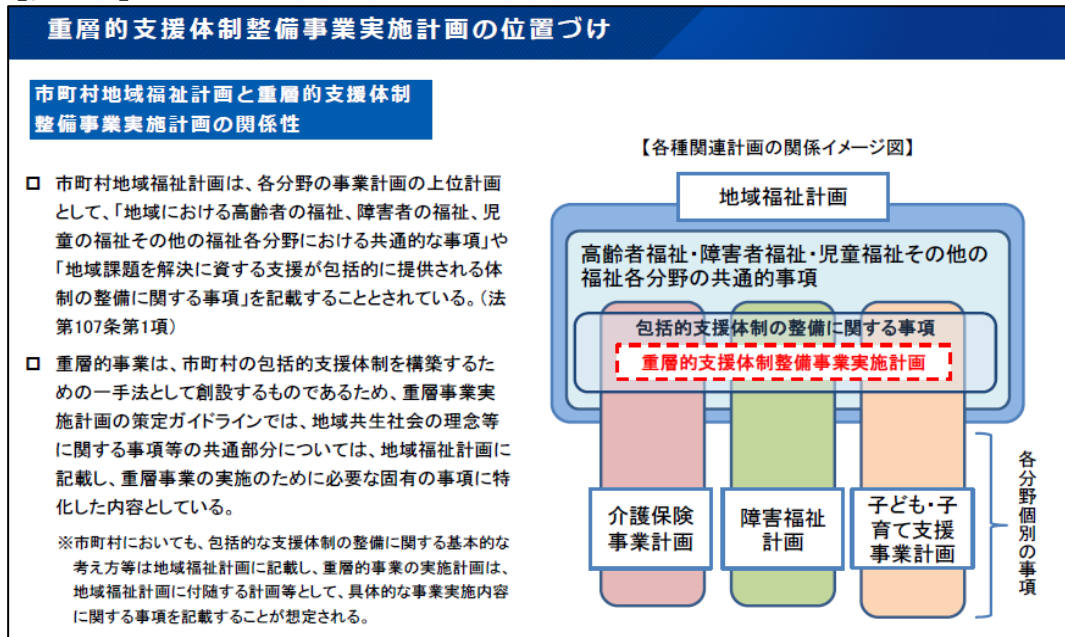 重層的支援体制整備事業実施計画の位置づけ
市町村地域福祉計画と重層的支援体制
整備事業実施計画の関係性
□ 市町村地域福祉計画は、各分野の事業計画の上位計画
として、「地域における高齢者の福祉、障害者の福祉、児
童の福祉その他の福祉各分野における共通的な事項」や
「地域課題を解決に資する支援が包括的に提供される体
制の整備に関する事項」を記載することとされている。（法
第107条第1項）
□ 重層的事業は、市町村の包括的支援体制を構築するた
めの一手法として創設するものであるため、重層事業実
施計画の策定ガイドラインでは、地域共生社会の理念等
に関する事項等の共通部分については、地域福祉計画に
記載し、重層事業の実施のために必要な固有の事項に特
化した内容としている。
※市町村においても、包括的な支援体制の整備に関する基本的な
考え方等は地域福祉計画に記載し、重層的事業の実施計画は、
地域福祉計画に付随する計画等として、具体的な事業実施内容
に関する事項を記載することが想定される。
【各種関連計画の関係イメージ図】
地域福祉計画
高齢者福祉・障害者福祉・児童福祉その他の
福祉各分野の共通的事項
包括的支援体制の整備に関する事項
重層的支援体制整備事業実施計画
介護保険
事業計画
障害福祉
計画
子ども・子
育て支援
事業計画
各分野個別の事項